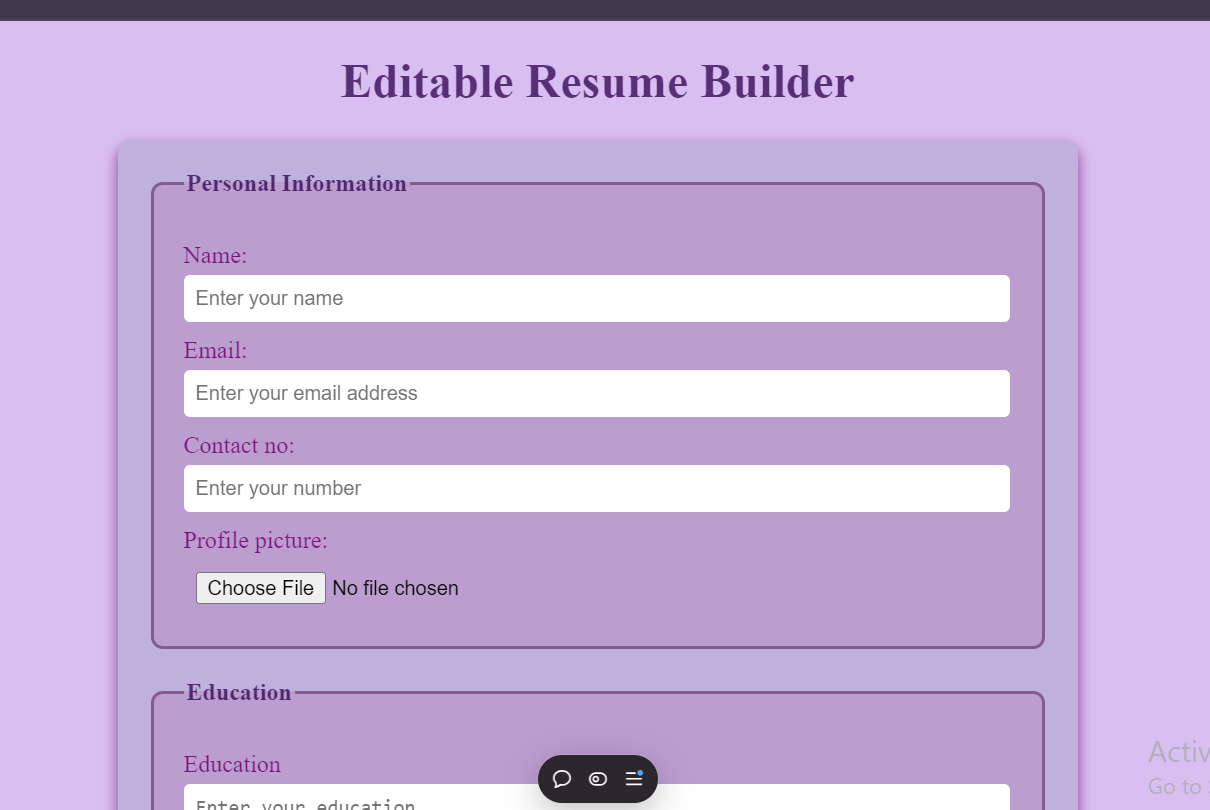 Editable Resume Builder
Personal Information
Name:
Enter your name
Email:
Enter your email address
Contact no:
Enter your number
Profile picture:
Choose File No file chosen
Education
Education
Enter your education
Go to